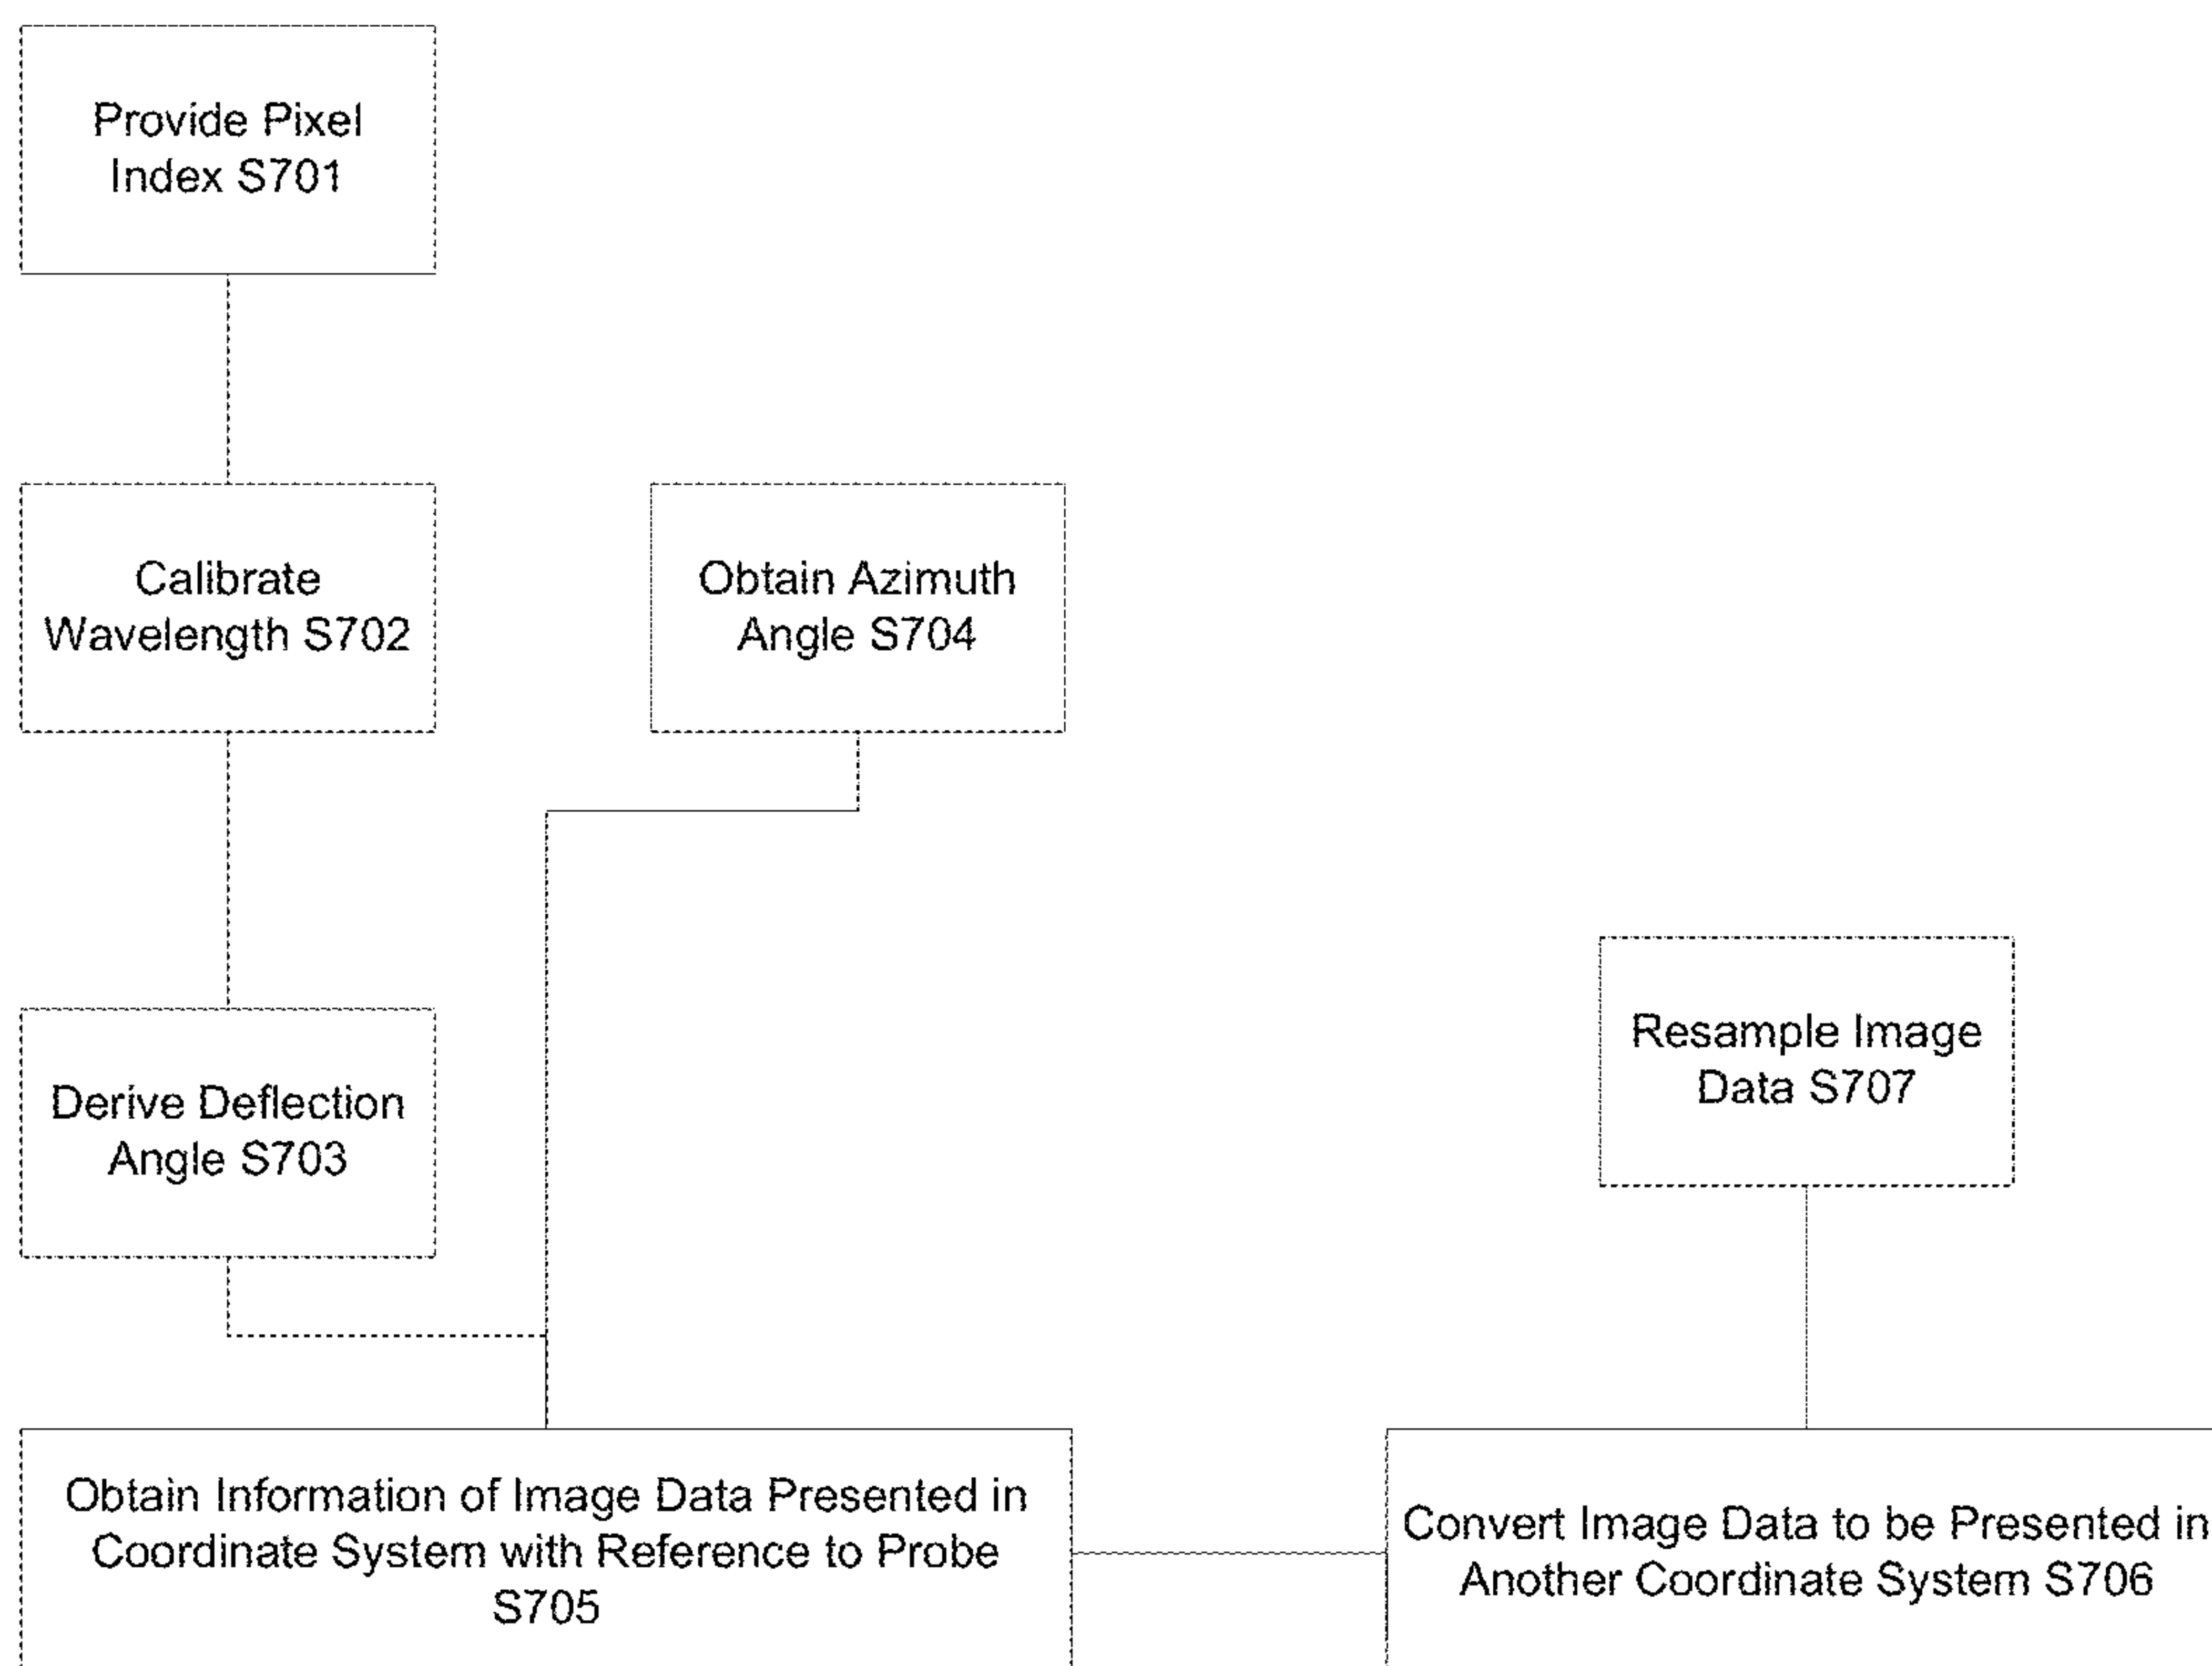 Provide Pixel
Index S701
Calibrate
Wavelength S702
Obtain Azimuth
Angle S704
Derive Deflection
Angle S703
Resample Image
Data S707
Obtain Information of Image Data Presented in
Coordinate System with Reference to Probe
S705
Convert Image Data to be Presented in
Another Coordinate System S706